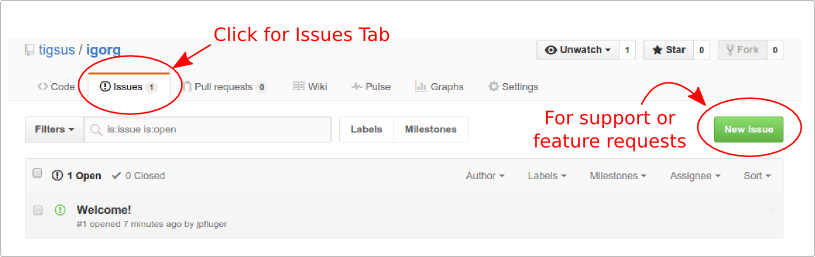 Click for Issues Tab
tigsus / igorg
Unwatch 1 Star 0 Fork 0
Code Issues 1 Pull requests 0 Wiki Pulse Graphs Settings
For support or
feature requests
Filters is:issue is:open Labels Milestones New Issue
1 Open 0 Closed Author Labels Milestones Assignee Sort
Welcome!
#1 opened 7 minutes ago by jpfluger